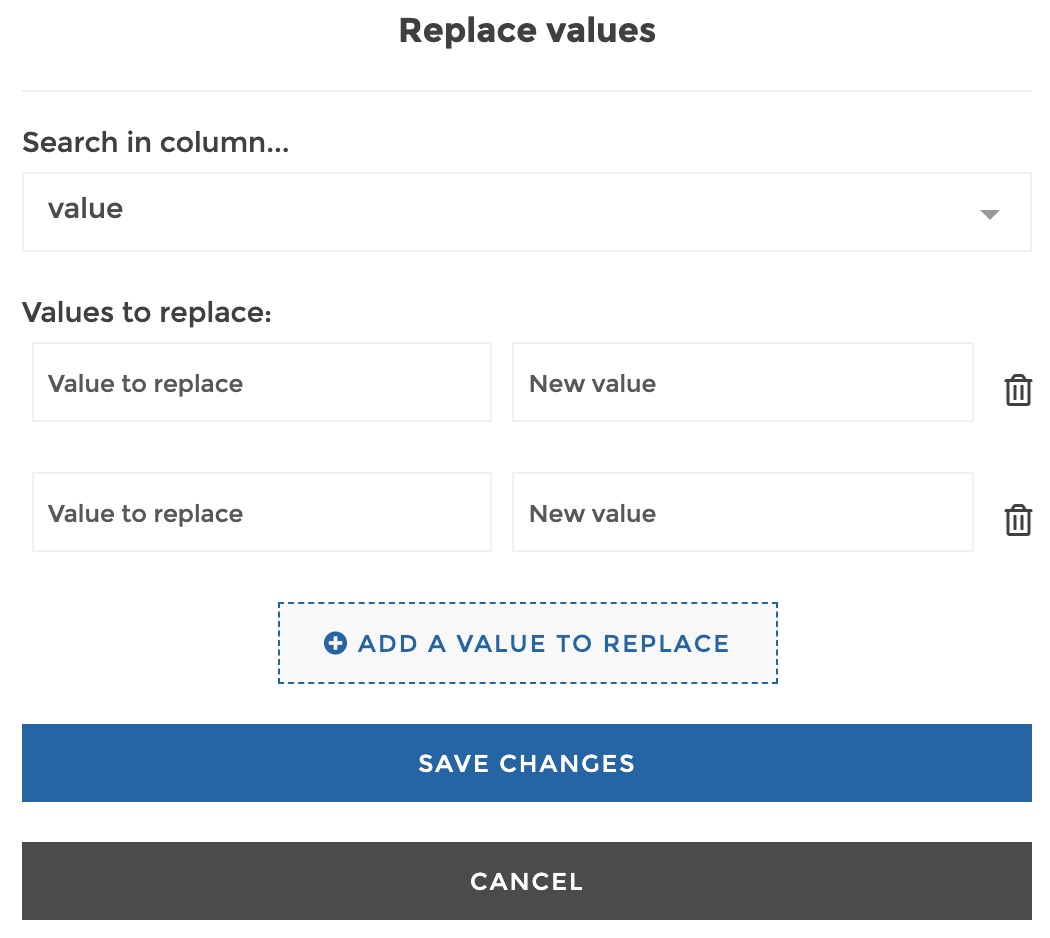 Replace values
Search in column...
value
Values to replace:
Value to replace New value
Value to replace New value
ADD A VALUE TO REPLACE
SAVE CHANGES
CANCEL